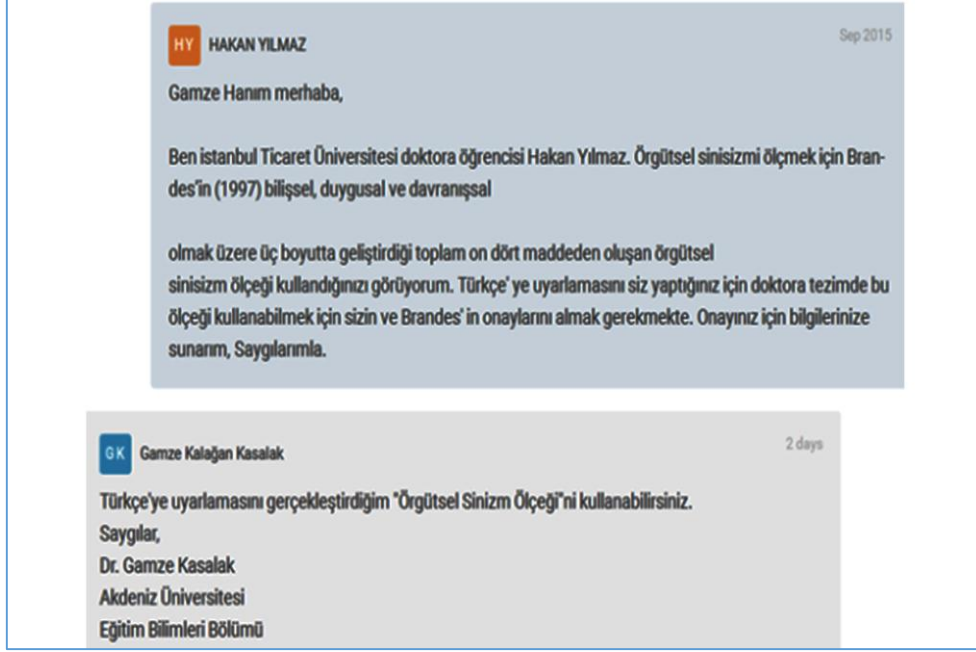 HY HAKAN YILMAZ
Sep 2015
Gamze Hanım merhaba,
Ben istanbul Ticaret Üniversitesi doktora öğrencisi Hakan Yılmaz. Örgütsel sinisizmi ölçmek için Bran-
des'in (1997) bilişsel, duygusal ve davranışsal
olmak üzere üç boyutta geliştirdiği toplam on dört maddeden oluşan örgütsel
sinisizm ölçeği kullandığınızı görüyorum. Türkçe' ye uyarlamasını siz yaptığınız için doktora tezimde bu
ölçeği kullanabilmek için sizin ve Brandes' in onaylarını almak gerekmekte. Onayınız için bilgilerinize
sunarım, Saygılarımla.
GK Gamze Kalağan Kasalak
2 days
Türkçe'ye uyarlamasını gerçekleştirdiğim "Örgütsel Sinizm Ölçeği"ni kullanabilirsiniz.
Saygılar,
Dr. Gamze Kasalak
Akdeniz Üniversitesi
Eğitim Bilimleri Bölümü